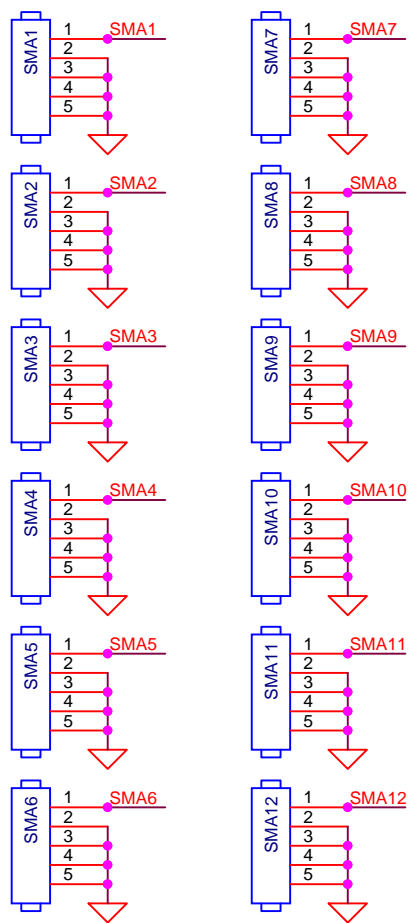 SMA1
1 SMA1
2
3
4
5
SMA7
1 SMA7
2
3
4
5
SMA2
1 SMA2
2
3
4
5
SMA8
1 SMA8
2
3
4
5
SMA3
1 SMA3
2
3
4
5
SMA9
1 SMA9
2
3
4
5
SMA4
1 SMA4
2
3
4
5
SMA10
1 SMA10
2
3
4
5
SMA5
1 SMA5
2
3
4
5
SMA11
1 SMA11
2
3
4
5
SMA6
1 SMA6
2
3
4
5
SMA12
1 SMA12
2
3
4
5